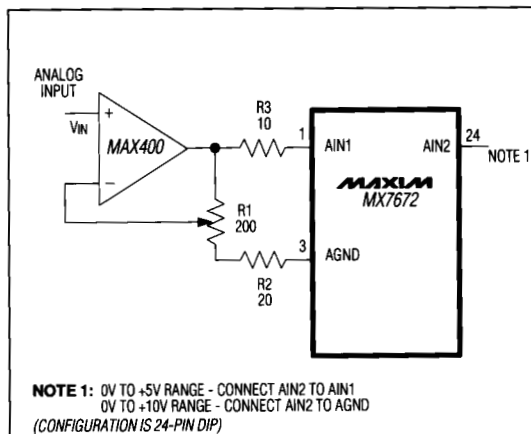 ANALOG
INPUT
VIN
+
MAX400
−
R3
10
1
AIN1
AIN2
24
NOTE 1
MAXIM
MX7672
R1
200
3
AGND
R2
20
NOTE 1: 0V TO +5V RANGE - CONNECT AIN2 TO AIN1
0V TO +10V RANGE - CONNECT AIN2 TO AGND
(CONFIGURATION IS 24-PIN DIP)